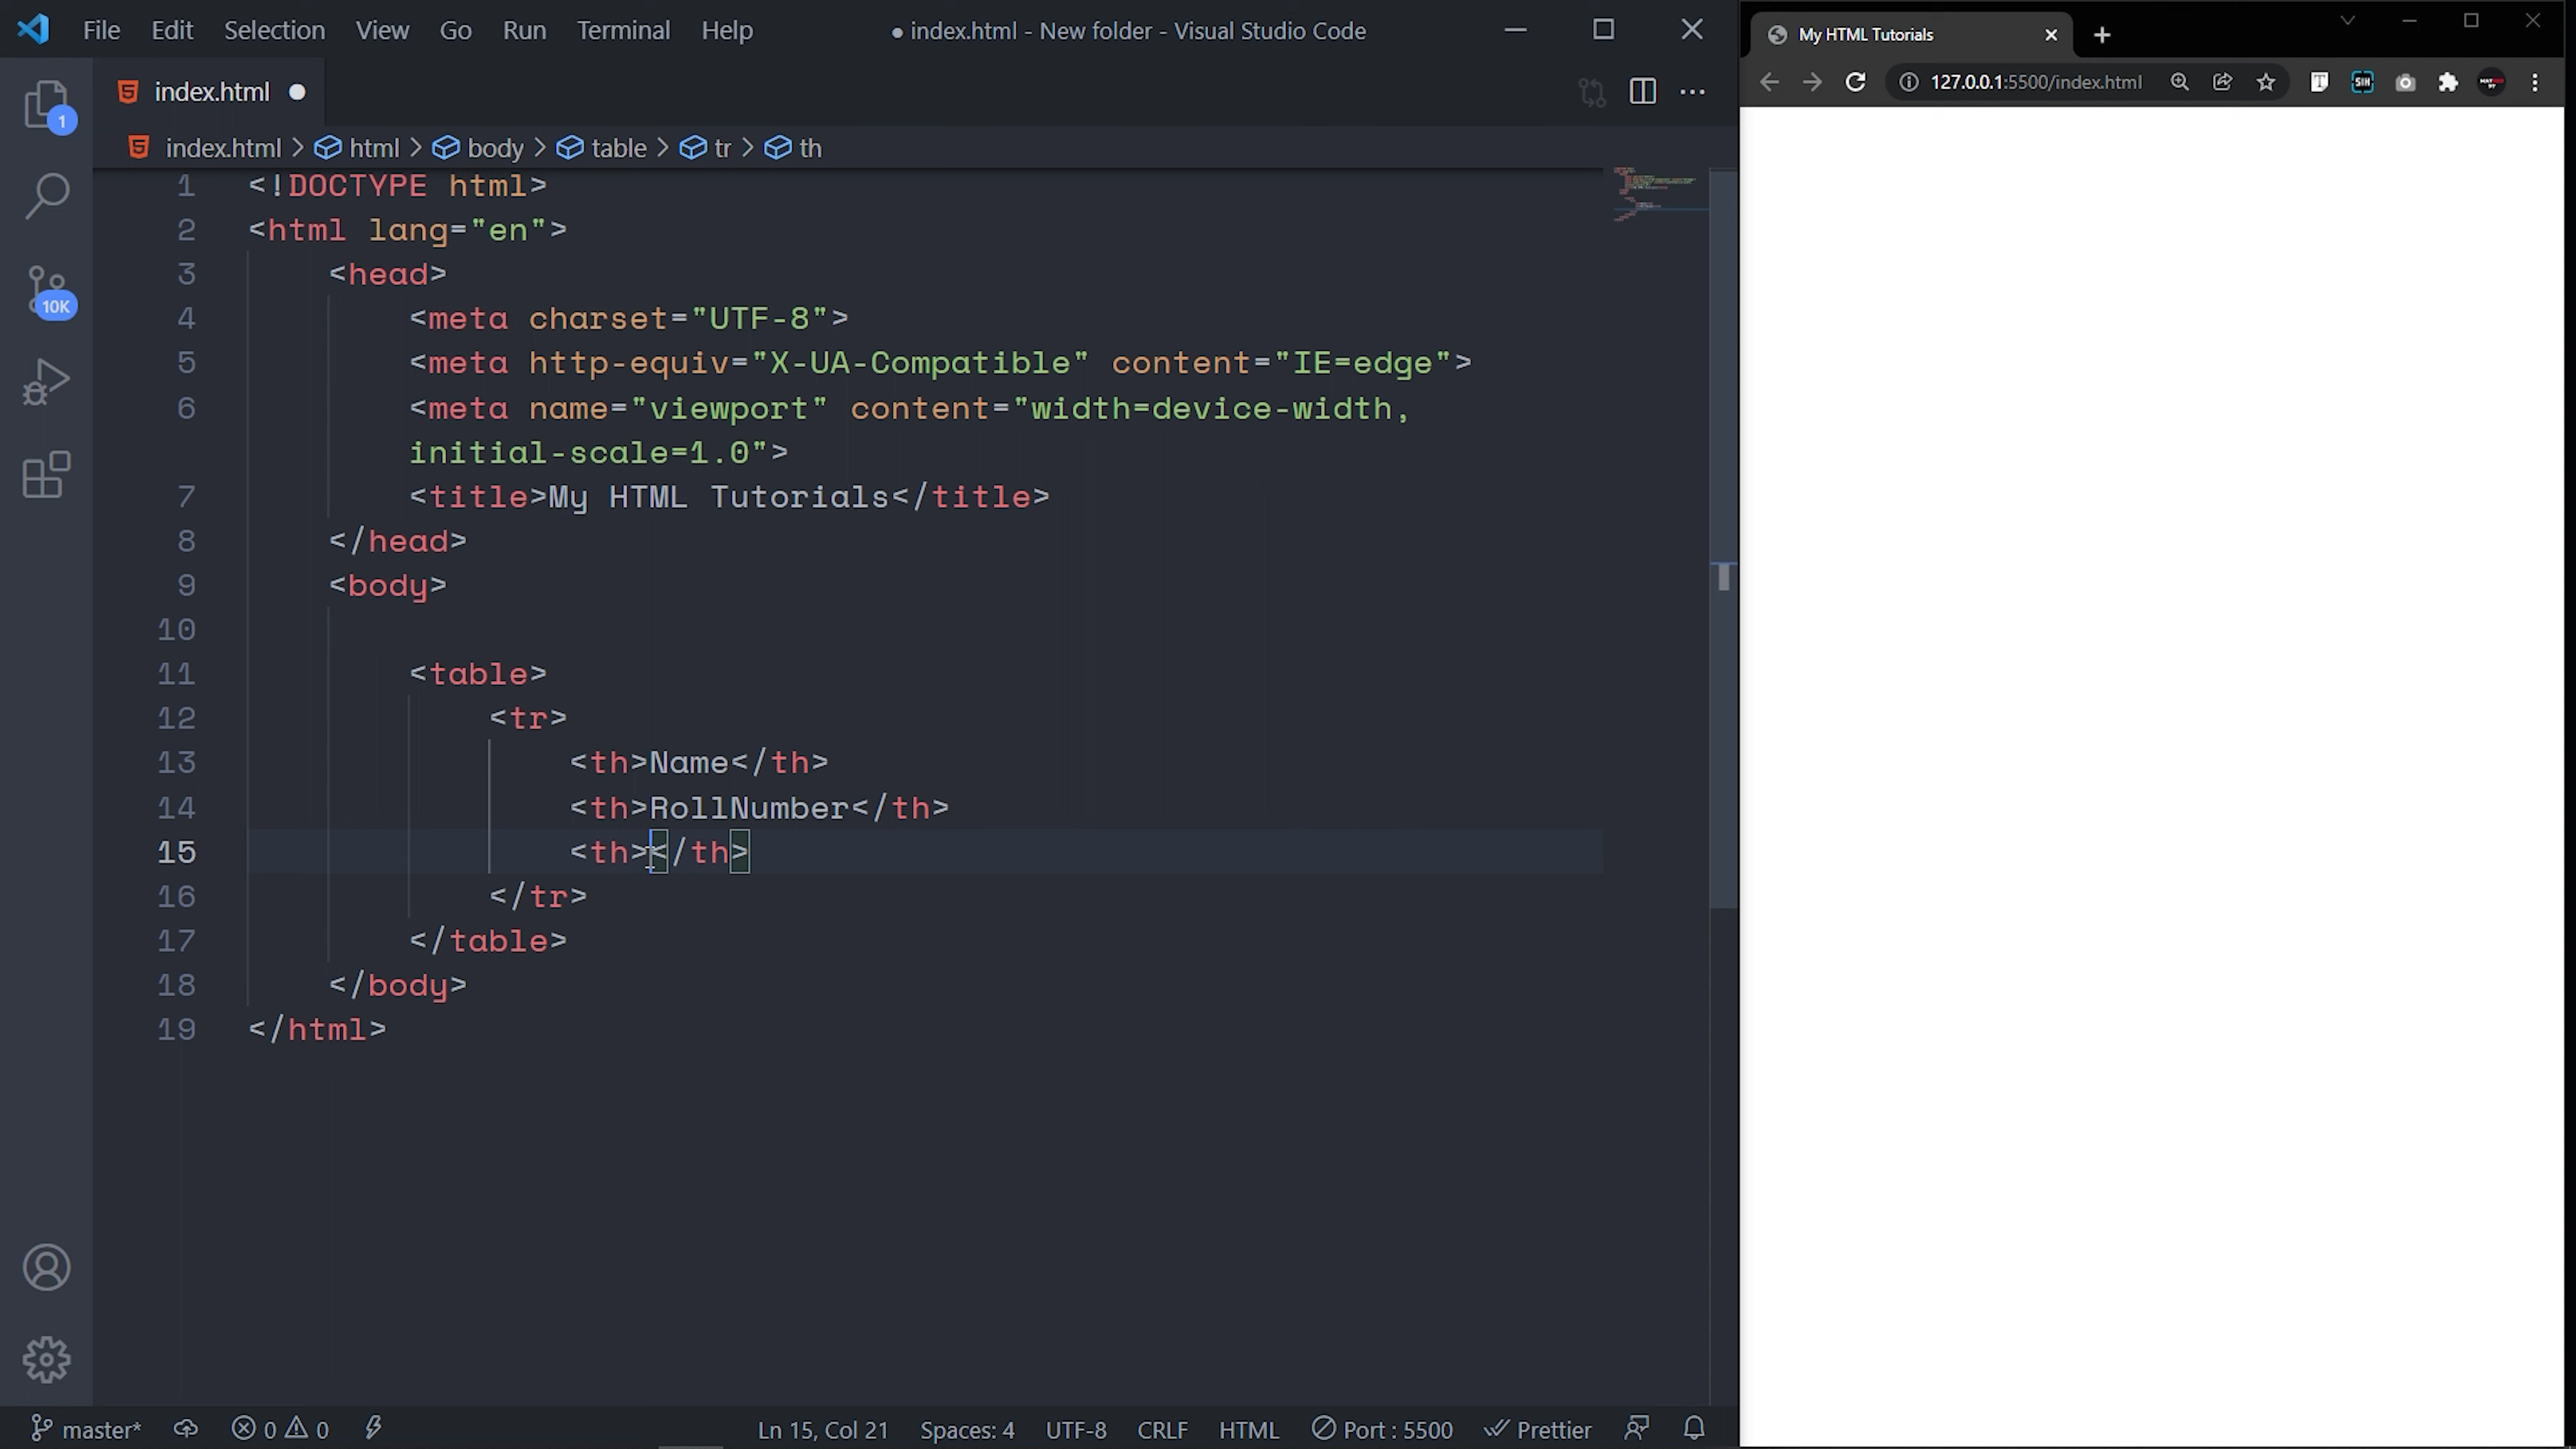 File Edit Selection View Go Run Terminal Help ● index.html - New folder - Visual Studio Code
My HTML Tutorials
index.html
127.0.0.1:5500/index.html
1
index.html > html > body > table > tr > th
10K
1 <!DOCTYPE html>
2 <html lang="en">
3 <head>
4 <meta charset="UTF-8">
5 <meta http-equiv="X-UA-Compatible" content="IE=edge">
6 <meta name="viewport" content="width=device-width,
initial-scale=1.0">
7 <title>My HTML Tutorials</title>
8 </head>
9 <body>
10
11 <table>
12 <tr>
13 <th>Name</th>
14 <th>RollNumber</th>
15 <th></th>
16 </tr>
17 </table>
18 </body>
19 </html>
master* 0 0 Ln 15, Col 21 Spaces: 4 UTF-8 CRLF HTML Port : 5500 Prettier